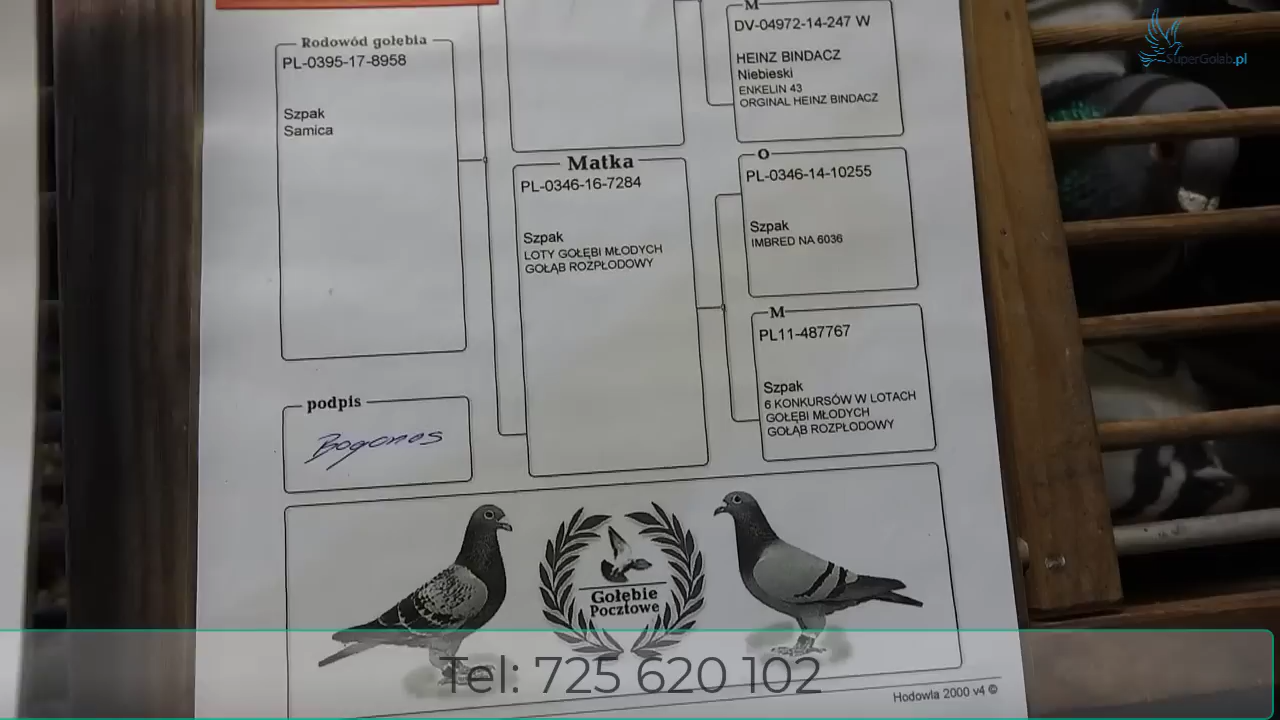 Rodowód gołębia
PL-0395-17-8958
Szpak
Samica
podpis
Bogonos
Matka
PL-0346-16-7284
Szpak
LOTY GOŁĘBI MŁODYCH
GOŁĄB ROZPŁODOWY
M
DV-04972-14-247 W
HEINZ BINDACZ
Niebieski
ENKELIN 43
ORGINAL HEINZ BINDACZ
O
PL-0346-14-10255
Szpak
IMBRED NA 6036
M
PL11-487767
Szpak
6 KONKURSÓW W LOTACH
GOŁĘBI MŁODYCH
GOŁĄB ROZPŁODOWY
Gołębie
Pocztowe
Hodowla 2000 v4 ©
SuperGolab.pl
Tel: 725 620 102